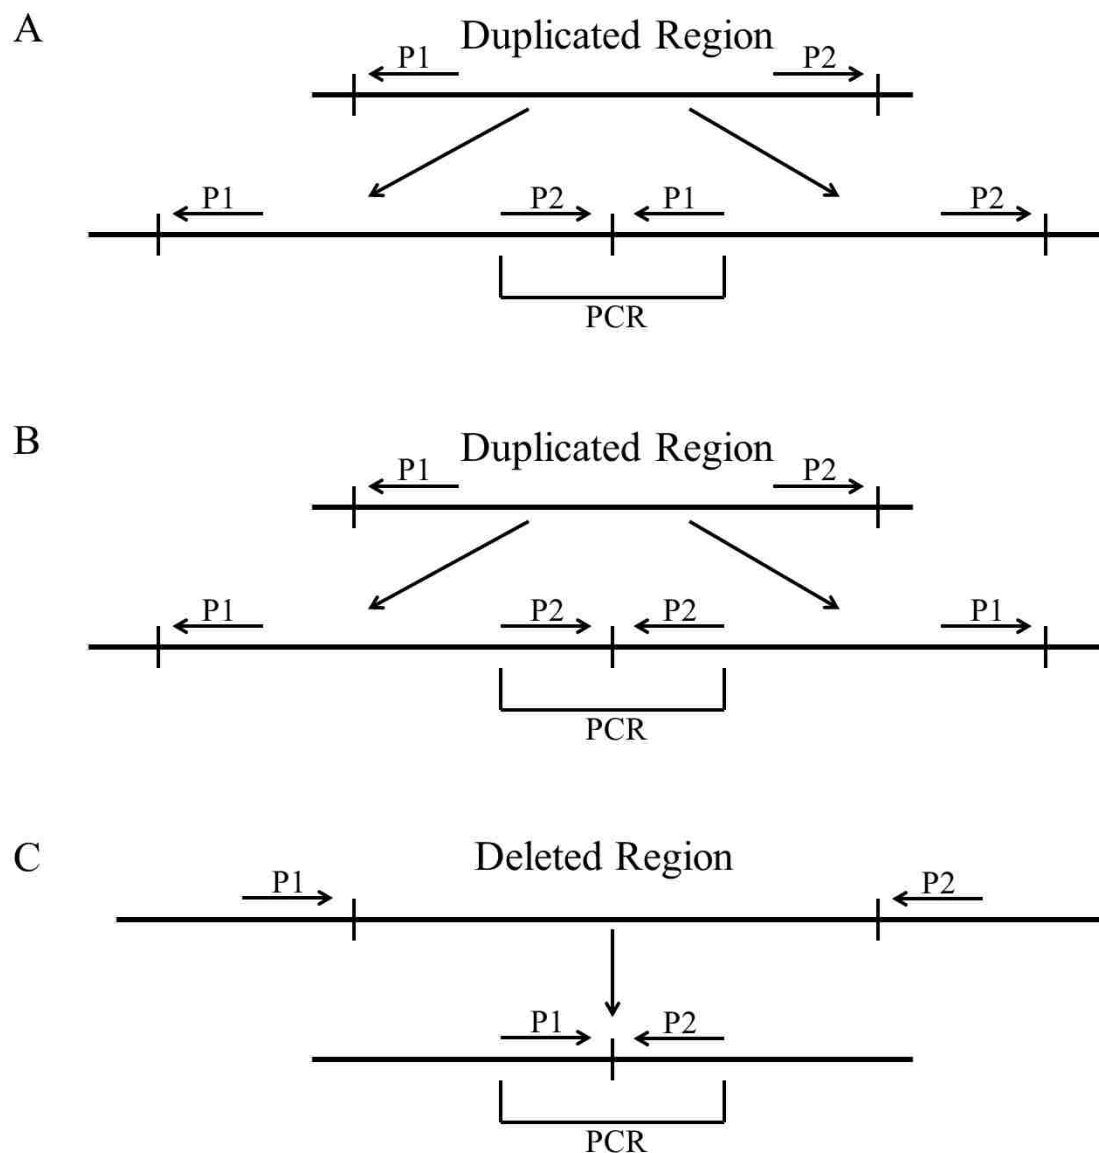 A
Duplicated Region
P1 P2
P1 P2 P1 P2
PCR
B
Duplicated Region
P1 P2
P1 P2 P2 P1
PCR
C
Deleted Region
P1 P2
P1 P2
PCR